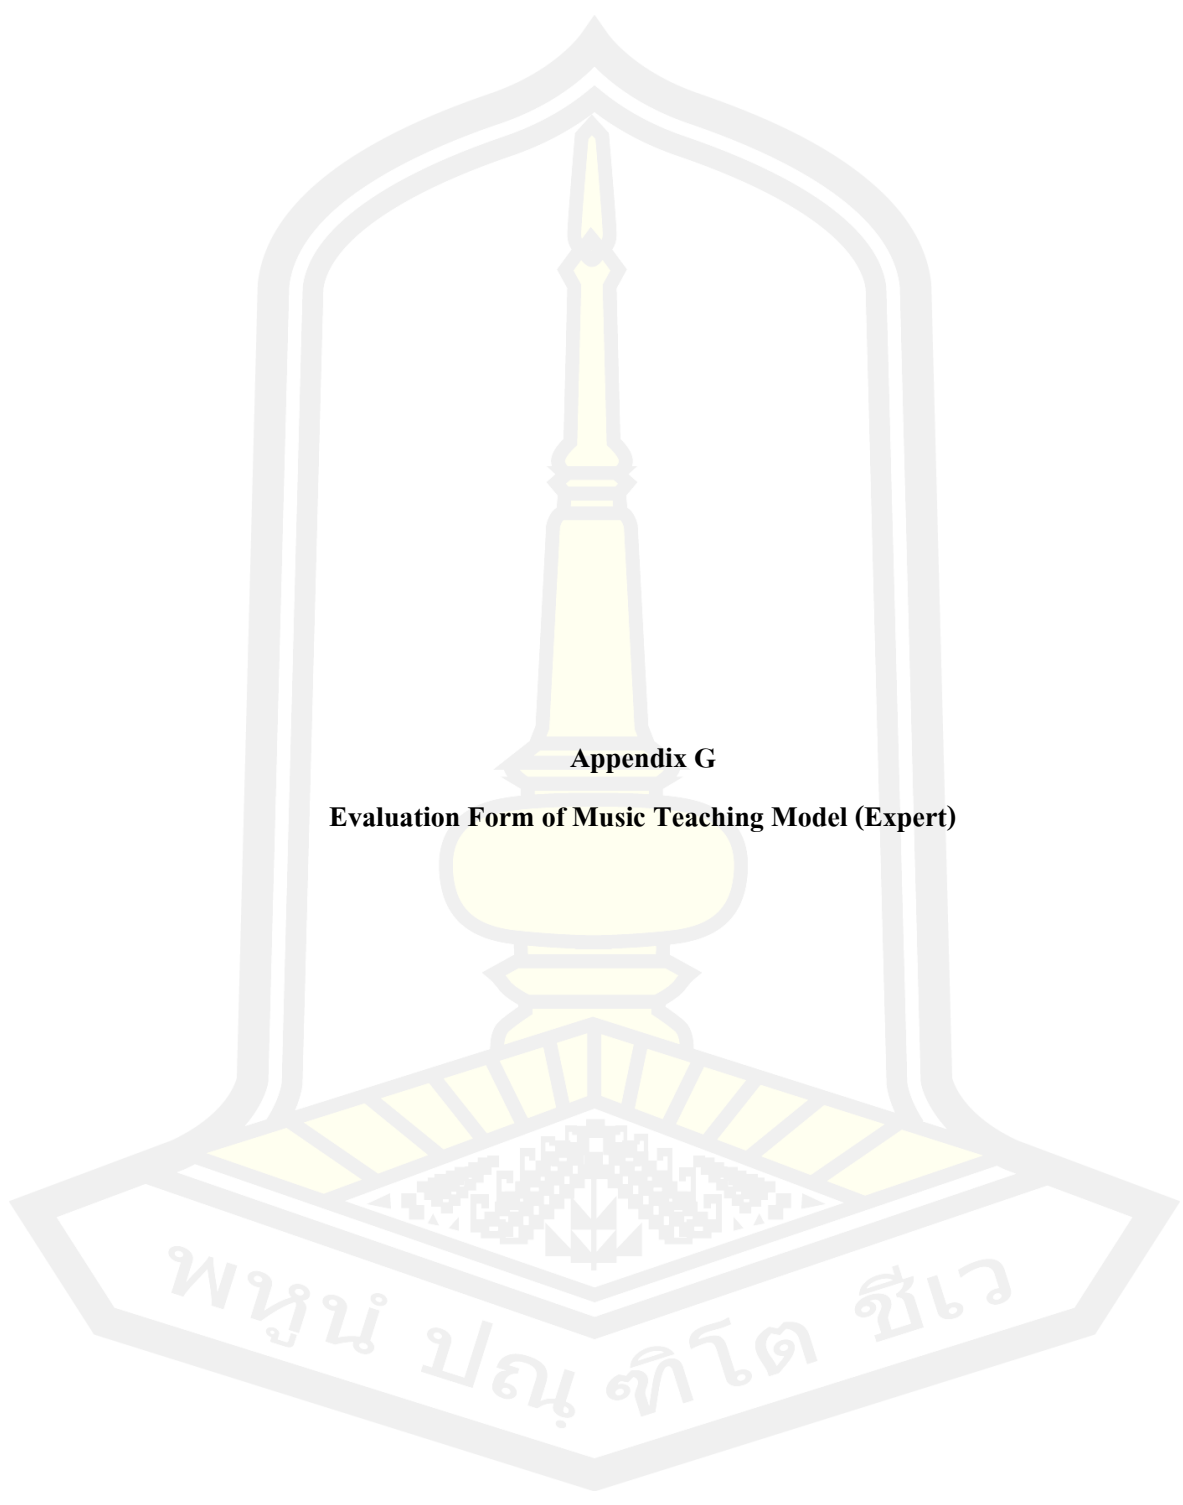 Appendix G
Evaluation Form of Music Teaching Model (Expert)
พหูนํ ปณฺฑิโต ชีเว